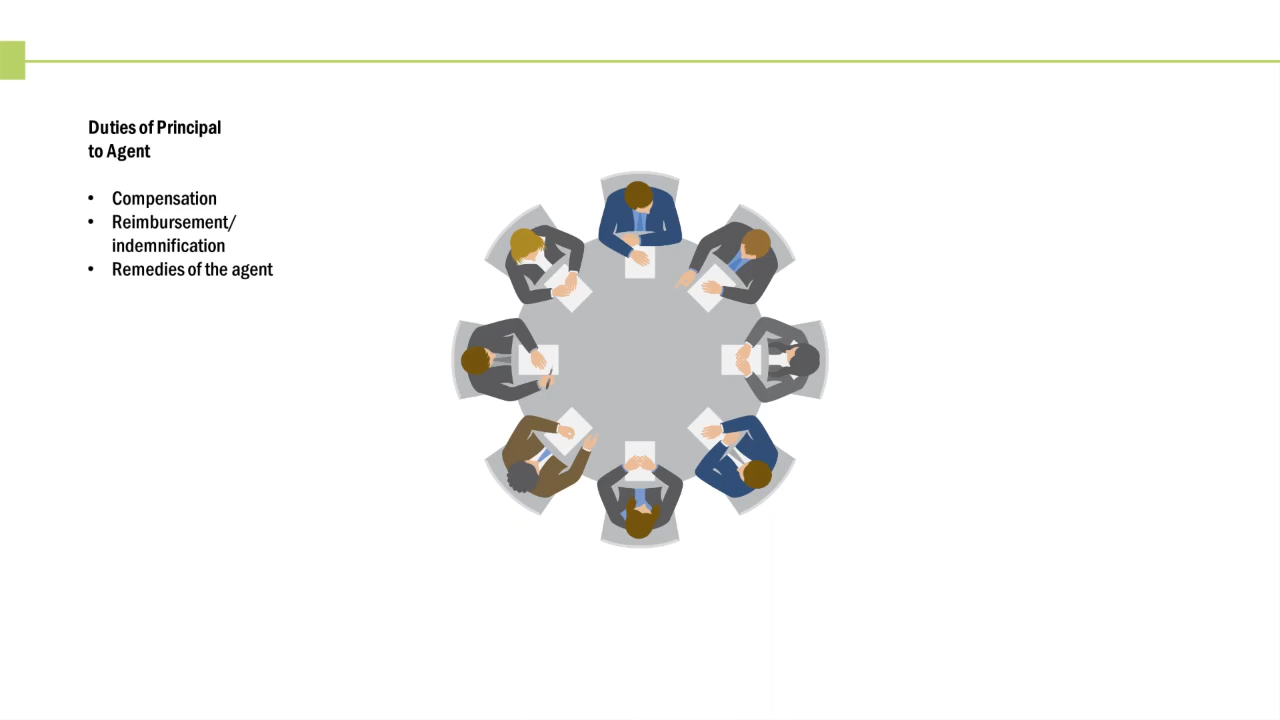 Duties of Principal
to Agent
• Compensation
• Reimbursement/
indemnification
• Remedies of the agent